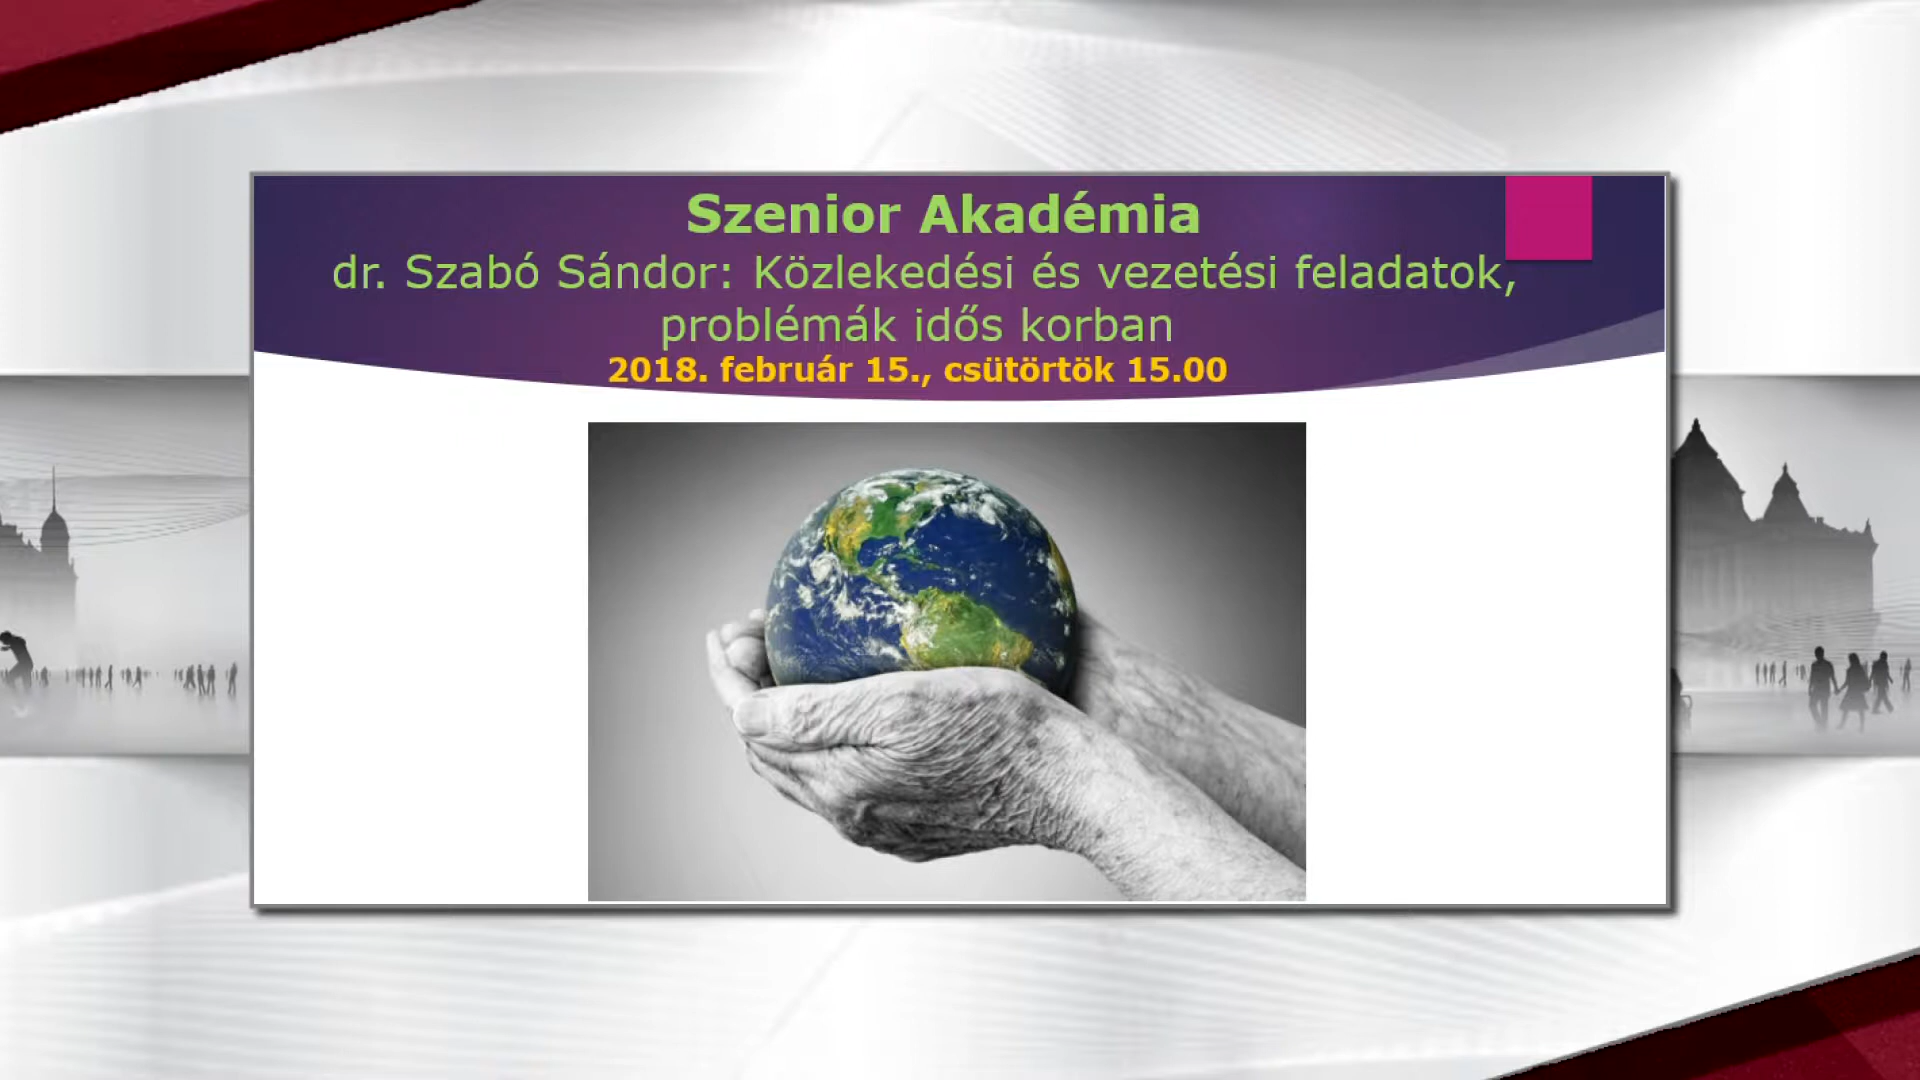 Szenior Akadémia
dr. Szabó Sándor: Közlekedési és vezetési feladatok,
problémák idős korban
2018. február 15., csütörtök 15.00